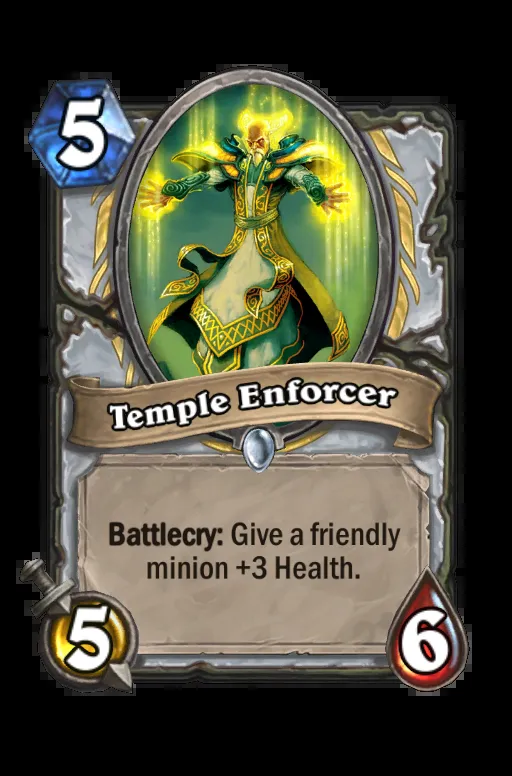 5
Temple Enforcer
Battlecry: Give a friendly
minion +3 Health.
5
6